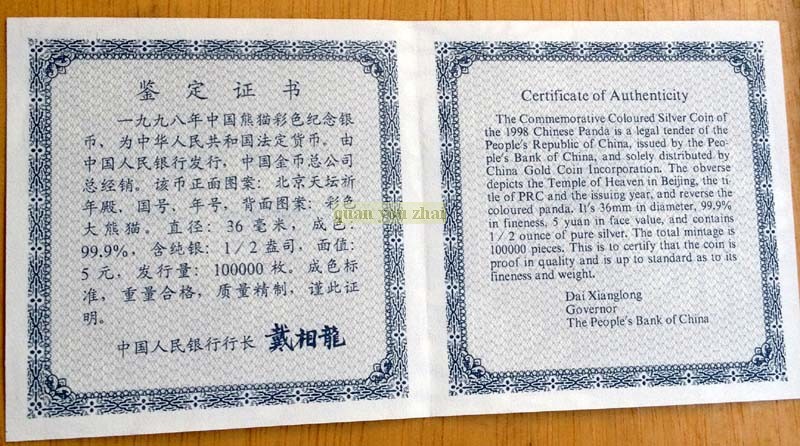 鉴定证书
一九九八年中国熊猫彩色纪念银
币、为中华人民共和国法定货币。由
中国人民银行发行，中国金币总公司
总经销。该币正面图案：北京天坛祈
年殿、国号、年号，背面图案：彩色
大熊猫。直径：36毫米，成色：
99.9%，含纯银：1/2盎司，面值：
5元，发行量：100000枚。成色标
准，重量合格，质量精制，谨此证
明。
中国人民银行行长 戴相龍
Certificate of Authenticity
The Commemorative Coloured Silver Coin of
the 1998 Chinese Panda is a legal tender of the
People's Republic of China, issued by the Peo-
ple's Bank of China, and solely distributed by
China Gold Coin Incorporation. The obverse
depicts the Temple of Heaven in Beijing, the ti-
tle of PRC and the issuing year, and reverse the
coloured panda. It's 36mm in diameter, 99.9%
in fineness, 5 yuan in face value, and contains
1/2 ounce of pure silver. The total mintage is
100000 pieces. This is to certify that the coin is
proof in quality and is up to standard as to its
fineness and weight.
Dai Xianglong
Governor
The People's Bank of China
quan you zhai